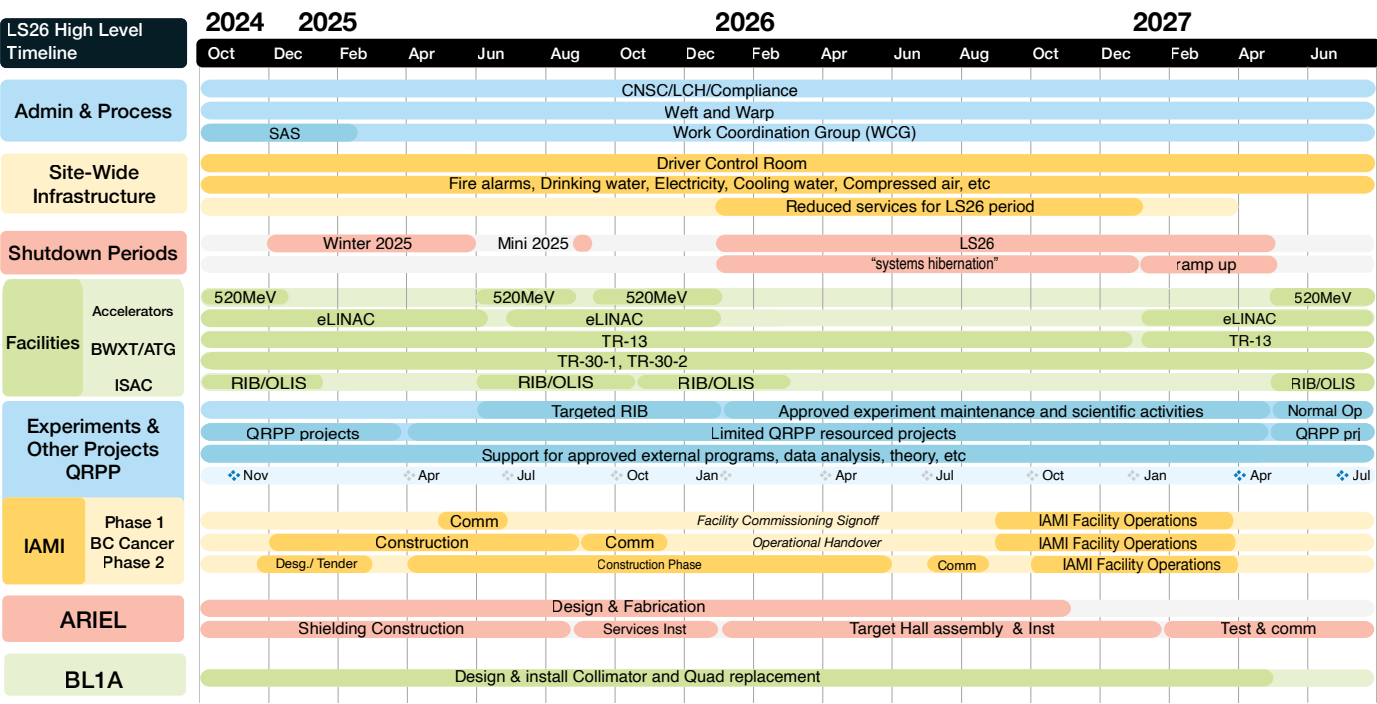 2024 2025 2026 2027
LS26 High Level
Timeline
Oct Dec Feb Apr Jun Aug Oct Dec Feb Apr Jun Aug Oct Dec Feb Apr Jun
Admin & Process
CNSC/LCH/Compliance
Weft and Warp
SAS Work Coordination Group (WCG)
Site-Wide
Infrastructure
Driver Control Room
Fire alarms, Drinking water, Electricity, Cooling water, Compressed air, etc
Reduced services for LS26 period
Shutdown Periods
Winter 2025 Mini 2025 LS26
“systems hibernation” ramp up
Facilities
Accelerators
BWXT/ATG
ISAC
520MeV 520MeV 520MeV 520MeV
eLINAC eLINAC eLINAC
TR-13 TR-13
TR-30-1, TR-30-2
RIB/OLIS RIB/OLIS RIB/OLIS RIB/OLIS
Experiments &
Other Projects
QRPP
Targeted RIB Approved experiment maintenance and scientific activities Normal Op
QRPP projects Limited QRPP resourced projects QRPP prj
Support for approved external programs, data analysis, theory, etc
Nov Apr Jul Oct Jan Apr Jul Oct Jan Apr Jul
IAMI
Phase 1
BC Cancer
Phase 2
Comm Facility Commissioning Signoff IAMI Facility Operations
Construction Comm Operational Handover IAMI Facility Operations
Desg./ Tender Construction Phase Comm IAMI Facility Operations
ARIEL
Design & Fabrication
Shielding Construction Services Inst Target Hall assembly & Inst Test & comm
BL1A
Design & install Collimator and Quad replacement